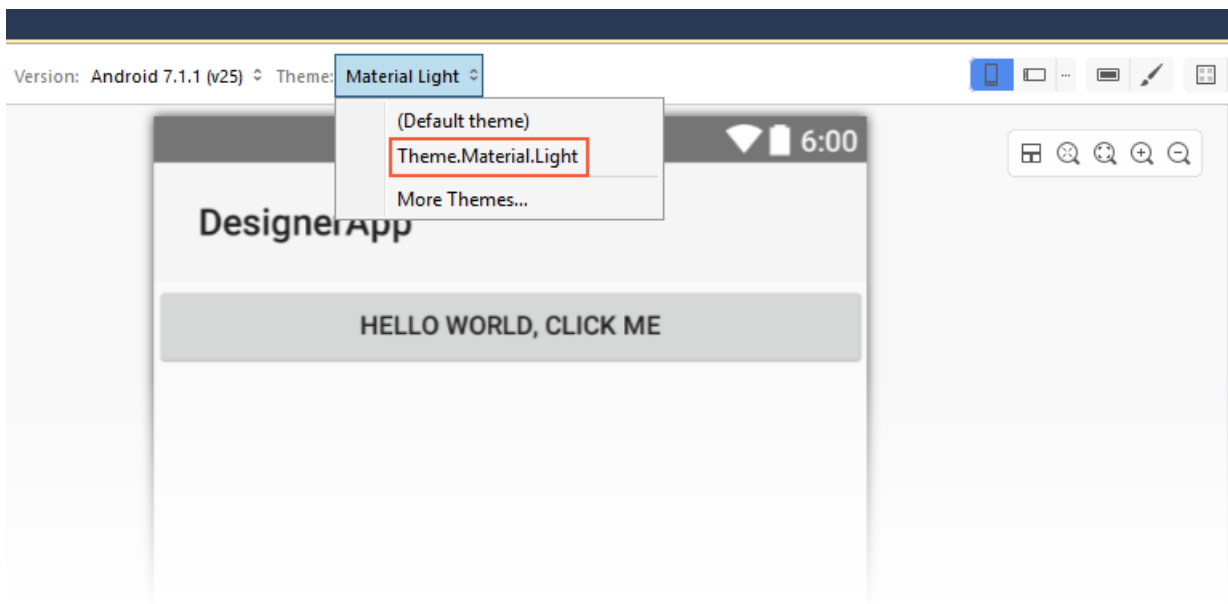 Version: Android 7.1.1 (v25) Theme: Material Light
(Default theme)
Theme.Material.Light
More Themes...
6:00
DesignerApp
HELLO WORLD, CLICK ME